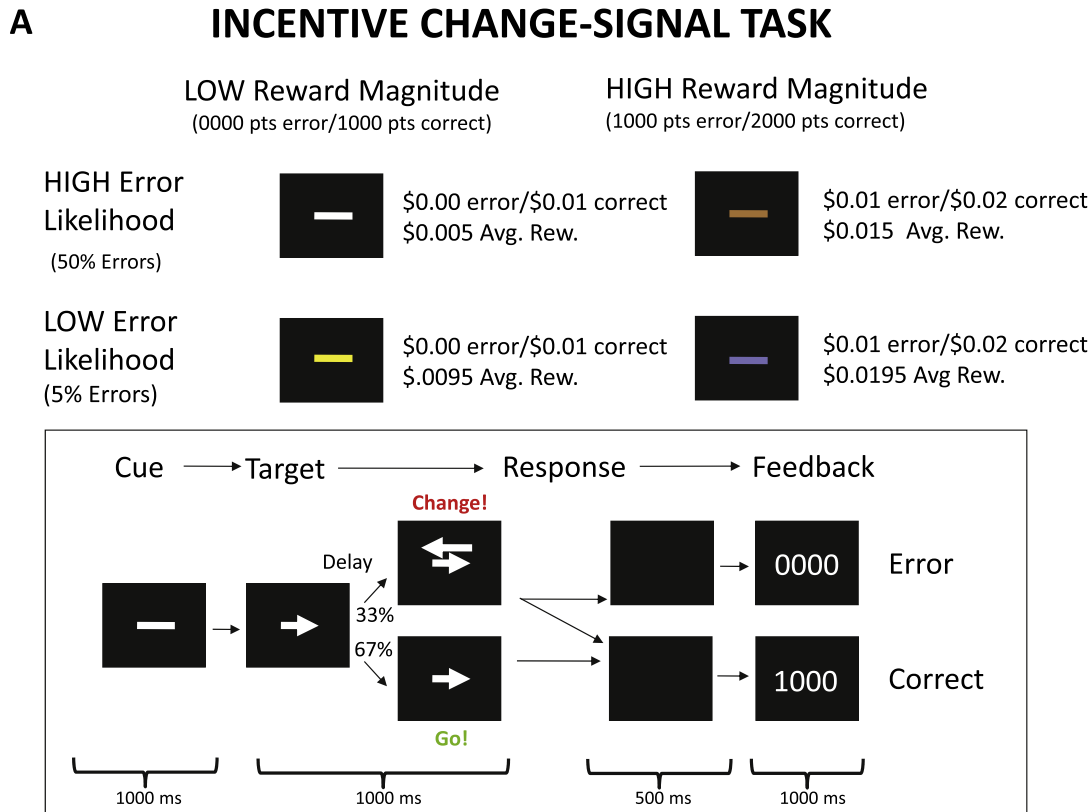 A
INCENTIVE CHANGE-SIGNAL TASK
LOW Reward Magnitude
(0000 pts error/1000 pts correct)
HIGH Reward Magnitude
(1000 pts error/2000 pts correct)
HIGH Error
Likelihood
(50% Errors)
$0.00 error/$0.01 correct
$0.005 Avg. Rew.
$0.01 error/$0.02 correct
$0.015 Avg. Rew.
LOW Error
Likelihood
(5% Errors)
$0.00 error/$0.01 correct
$.0095 Avg. Rew.
$0.01 error/$0.02 correct
$0.0195 Avg Rew.
Cue
Target
Response
Feedback
Change!
Delay
33%
67%
Go!
0000
Error
1000
Correct
1000 ms
1000 ms
500 ms
1000 ms